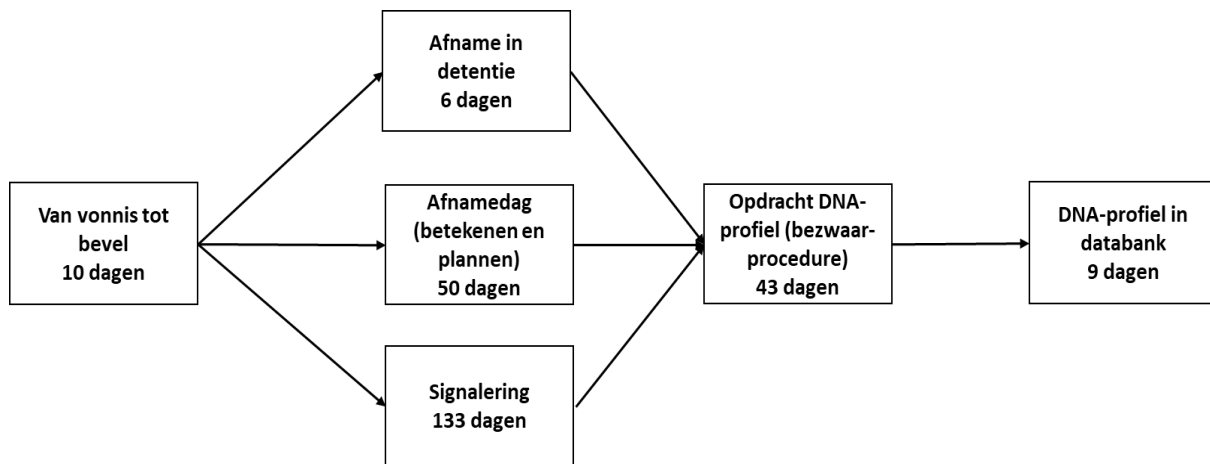 Van vonnis tot
bevel
10 dagen
Afname in
detentie
6 dagen
Afnamedag
(betekenen en
plannen)
50 dagen
Signalering
133 dagen
Opdracht DNA-
profiel (bezwaar-
procedure)
43 dagen
DNA-profiel in
databank
9 dagen